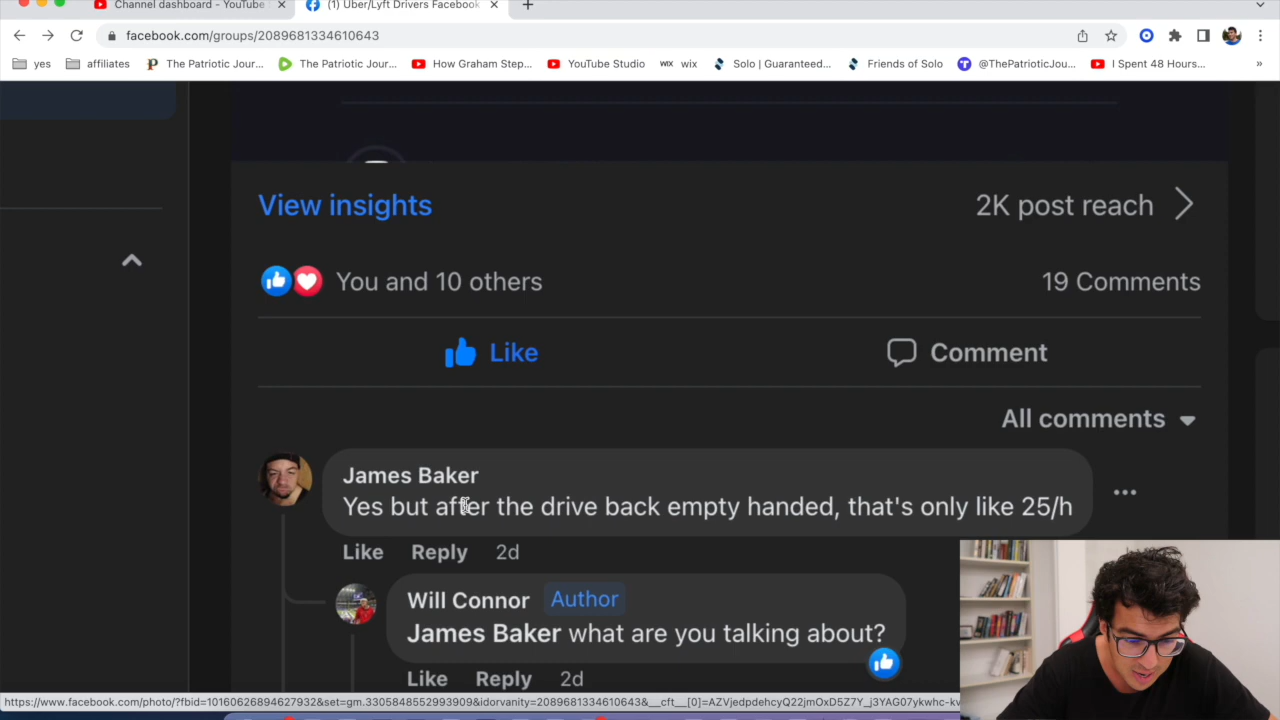 Channel dashboard - YouTube
(1) Uber/Lyft Drivers Facebook
facebook.com/groups/2089681334610643
yes
affiliates
The Patriotic Jour...
The Patriotic Jour...
How Graham Step...
YouTube Studio
WIX wix
Solo | Guaranteed...
Friends of Solo
@ThePatrioticJou...
I Spent 48 Hours...
»
View insights
2K post reach
You and 10 others
19 Comments
Like
Comment
All comments
James Baker
Yes but after the drive back empty handed, that's only like 25/h
Like Reply 2d
Will Connor Author
James Baker what are you talking about?
Like Reply 2d
https://www.facebook.com/photo/?fbid=10160626894627932&set=gm.3305848552993909&idorvanity=2089681334610643&__cft__[0]=AZVjedpdehcyQ22jmOxD5Z7Y_j3YAG07ykwhc-kv